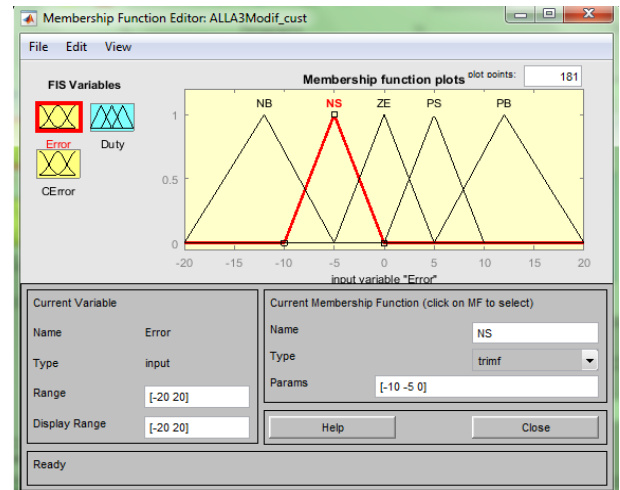 Membership Function Editor: ALLA3Modif_cust
File Edit View
FIS Variables
Error
Duty
CError
Membership function plots
plot points:
181
NB NS ZE PS PB
1
0.5
0
-20 -15 -10 -5 0 5 10 15 20
input variable "Error"
Current Variable
Name Error
Type input
Range [-20 20]
Display Range [-20 20]
Current Membership Function (click on MF to select)
Name NS
Type trimf
Params [-10 -5 0]
Help Close
Ready